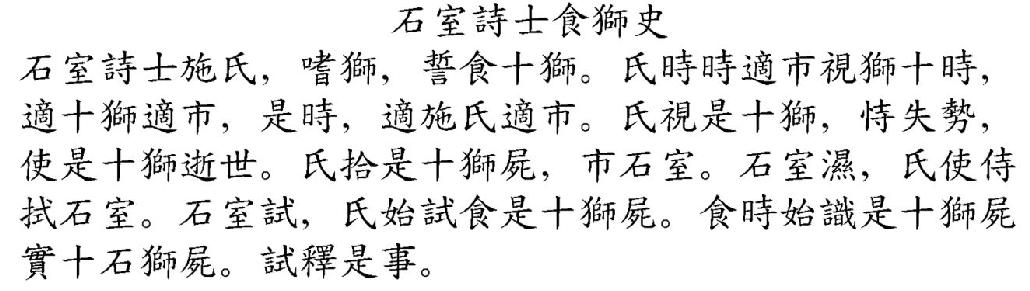 石室詩士食獅史
石室詩士施氏，嗜獅，誓食十獅。氏時時適市視獅十時，
適十獅適市，是時，適施氏適市。氏視是十獅，恃失勢，
使是十獅逝世。氏拾是十獅屍，市石室。石室濕，氏使侍
拭石室。石室試，氏始試食是十獅屍。食時始識是十獅屍
實十石獅屍。試釋是事。